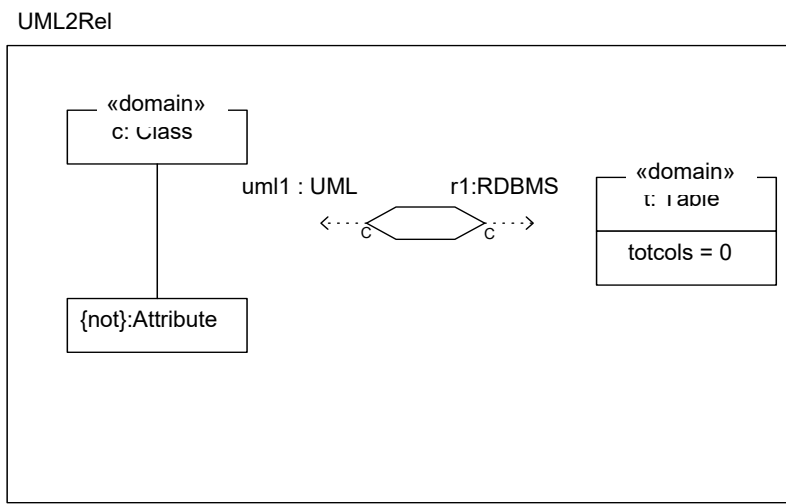 UML2Rel
«domain»
c: Class
uml1 : UML
r1:RDBMS
«domain»
t: Table
C
C
totcols = 0
{not}:Attribute